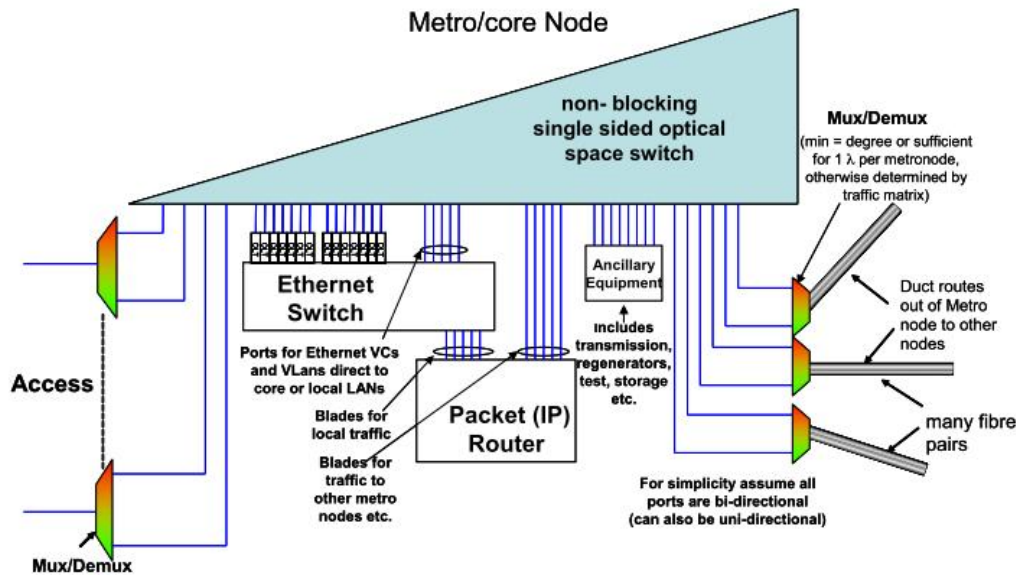 Metro/core Node
non- blocking
single sided optical
space switch
Mux/Demux
(min = degree or sufficient
for 1 λ per metronode,
otherwise determined by
traffic matrix)
Ethernet
Switch
Ancillary
Equipment
Duct routes
out of Metro
node to other
nodes
Includes
transmission,
regenerators,
test, storage
etc.
Ports for Ethernet VCs
and VLans direct to
core or local LANs
Access
Packet (IP)
Router
Blades for
local traffic
many fibre
pairs
Blades for
traffic to
other metro
nodes etc.
For simplicity assume all
ports are bi-directional
(can also be uni-directional)
Mux/Demux